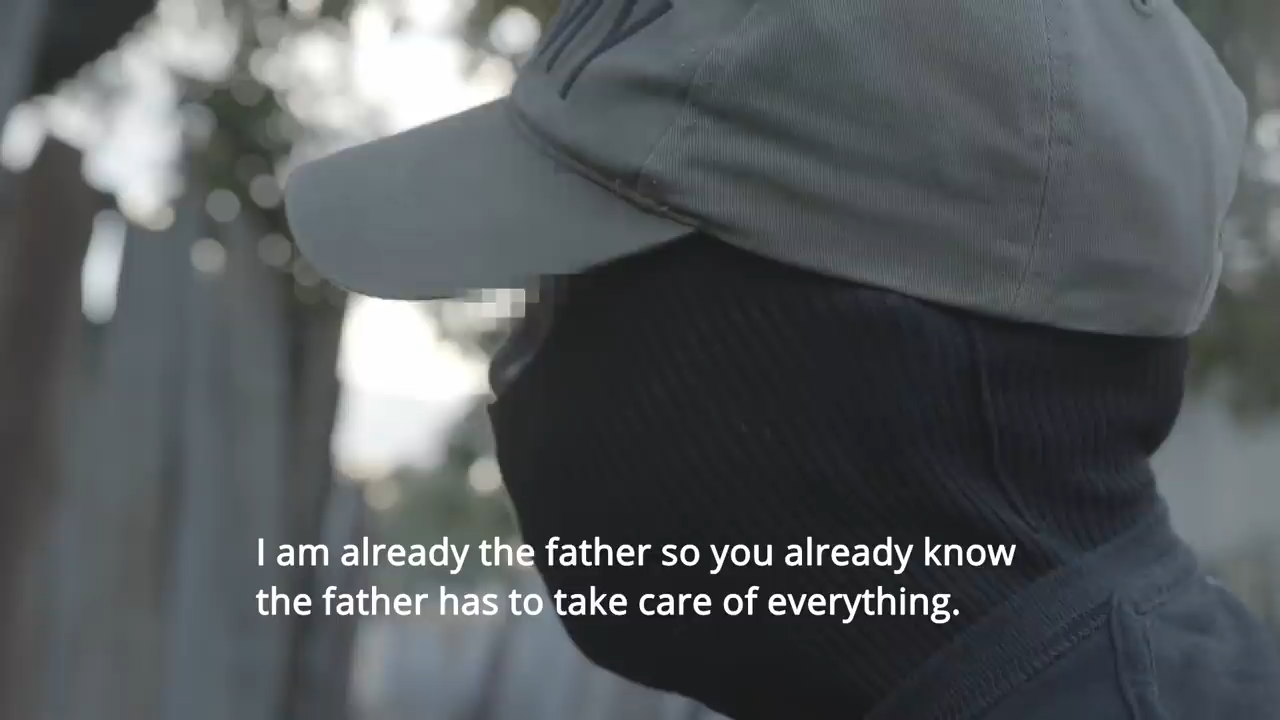 I am already the father so you already know
the father has to take care of everything.